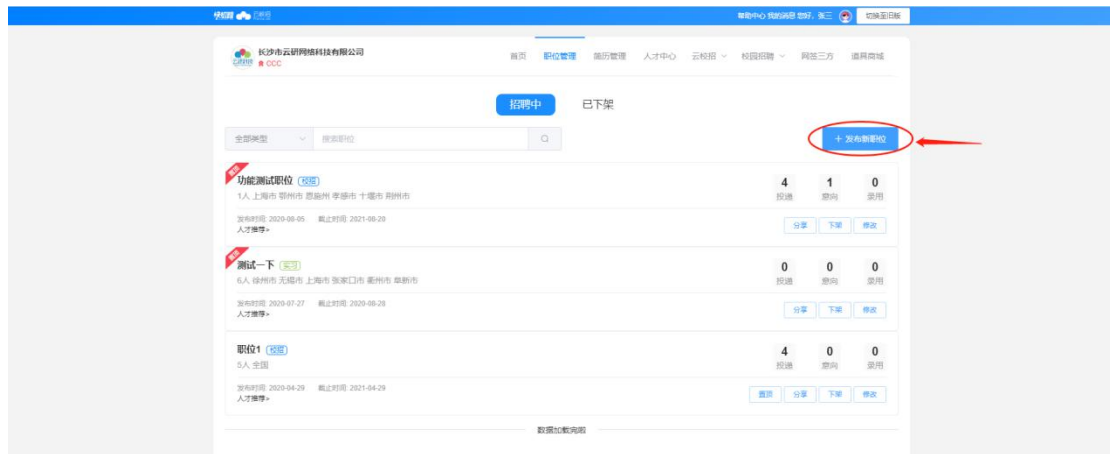 帮助中心 我的消息 您好，张三 切换至旧版
长沙市云研网络科技有限公司
CCC
首页 职位管理 简历管理 人才中心 云校招 校园招聘 网签三方 道具商城
招聘中 已下架
全部类型 搜索职位 + 发布新职位
功能测试职位 校招 4 1 0
1人 上海市 鄂州市 恩施州 孝感市 十堰市 荆州市 投递 意向 录用
发布时间: 2020-08-05 截止时间: 2021-08-20
人才推荐» 分享 下架 修改
测试一下 实习 0 0 0
6人 徐州市 无锡市 上海市 张家口市 衢州市 阜新市 投递 意向 录用
发布时间: 2020-07-27 截止时间: 2020-08-28
人才推荐» 分享 下架 修改
职位1 校招 4 0 0
5人 全国 投递 意向 录用
发布时间: 2020-04-29 截止时间: 2021-04-29
人才推荐» 置顶 分享 下架 修改
数据加载完啦